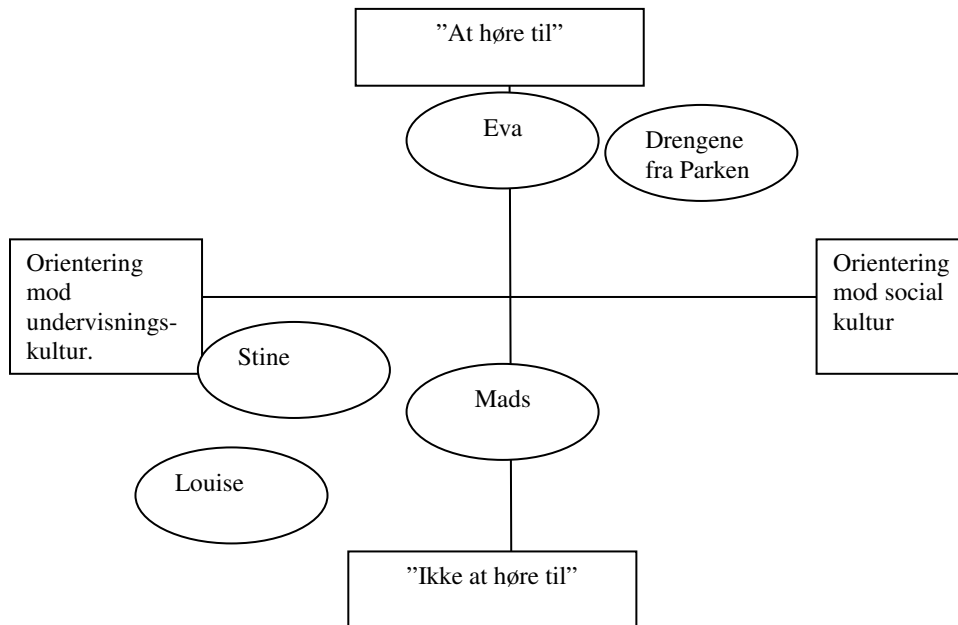 ”At høre til”
Eva
Drengene
fra Parken
Orientering
mod
undervisnings-
kultur.
Orientering
mod social
kultur
Stine
Mads
Louise
”Ikke at høre til”